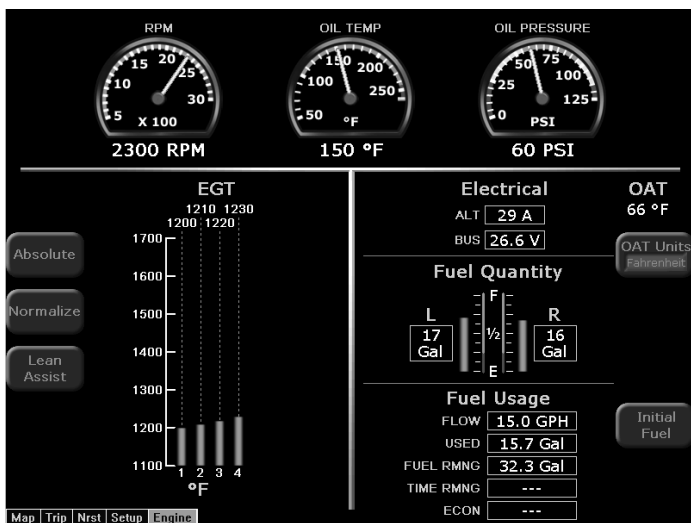 RPM
OIL TEMP
OIL PRESSURE
5 10 15 20 25 30
X 100
2300 RPM
50 100 150 200 250
°F
150 °F
0 25 50 75 100 125
PSI
60 PSI
EGT
1210 1230
1200 1220
1700
1600
1500
1400
1300
1200
1100
1 2 3 4
°F
Absolute
Normalize
Lean
Assist
Electrical
ALT 29 A
BUS 26.6 V
OAT
66 °F
OAT Units
Fahrenheit
Fuel Quantity
F
L
R
17
Gal
½
16
Gal
E
Fuel Usage
FLOW 15.0 GPH
USED 15.7 Gal
FUEL RMNG 32.3 Gal
TIME RMNG ---
ECON ---
Initial
Fuel
Map Trip Nrst Setup Engine